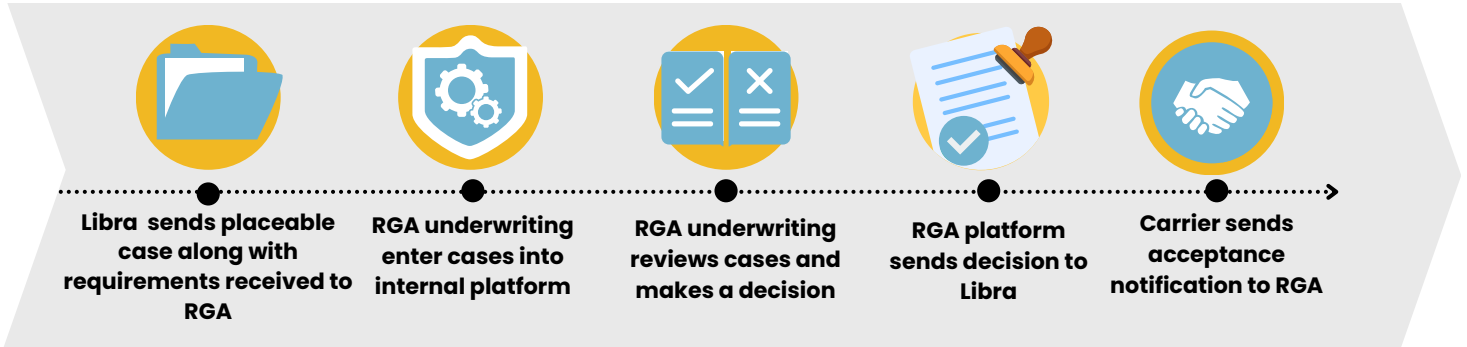 Libra  sends placeable
case along with
requirements received to
RGA
RGA underwriting
enter cases into
internal platform
RGA underwriting
reviews cases and
makes a decision
RGA platform
sends decision to
Libra
Carrier sends
acceptance
notification to RGA